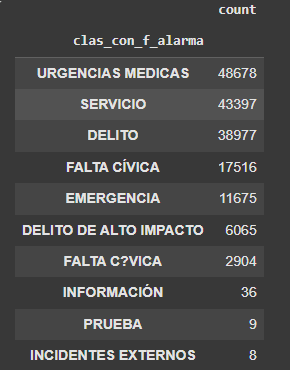 count
clas_con_f_alarma
URGENCIAS MEDICAS 48678
SERVICIO 43397
DELITO 38977
FALTA CÍVICA 17516
EMERGENCIA 11675
DELITO DE ALTO IMPACTO 6065
FALTA C?VICA 2904
INFORMACIÓN 36
PRUEBA 9
INCIDENTES EXTERNOS 8